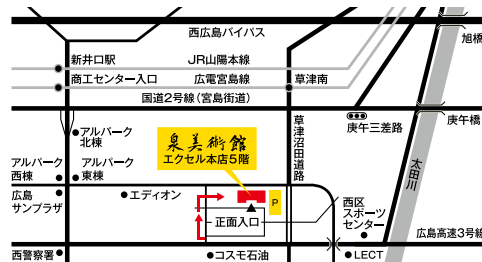 西広島バイパス
旭橋
新井口駅
JR山陽本線
商工センター入口
広電宮島線
草津南
国道2号線(宮島街道)
庚午橋
庚午三差路
アルパーク
北棟
草津沼田道路
泉美術館
エクセル本店5階
太田川
アルパーク
西棟
アルパーク
東棟
広島
サンプラザ
エディオン
P
正面入口
西区
スポーツ
センター
広島高速3号線
西警察署
コスモ石油
LECT